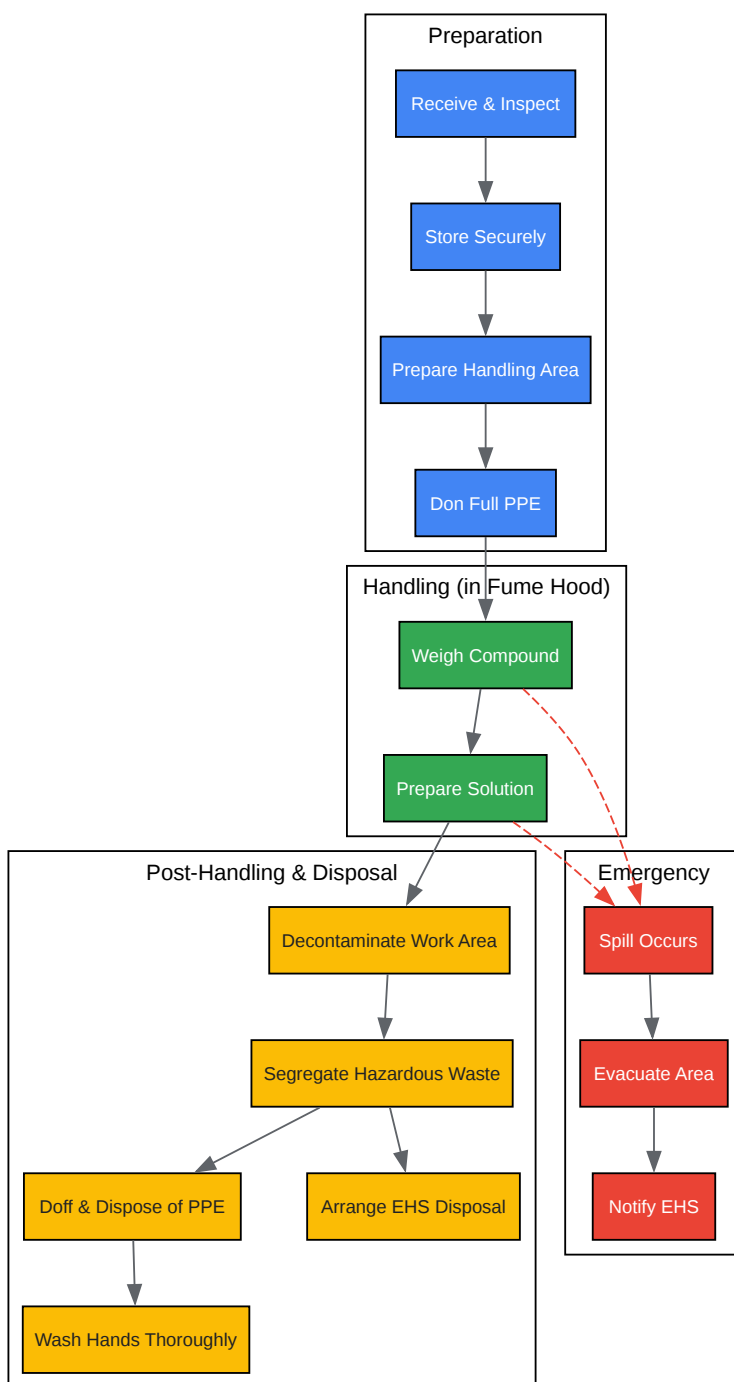 Preparation
Receive & Inspect
Store Securely
Prepare Handling Area
Don Full PPE
Handling (in Fume Hood)
Weigh Compound
Prepare Solution
Post-Handling & Disposal
Decontaminate Work Area
Segregate Hazardous Waste
Doff & Dispose of PPE
Arrange EHS Disposal
Wash Hands Thoroughly
Emergency
Spill Occurs
Evacuate Area
Notify EHS